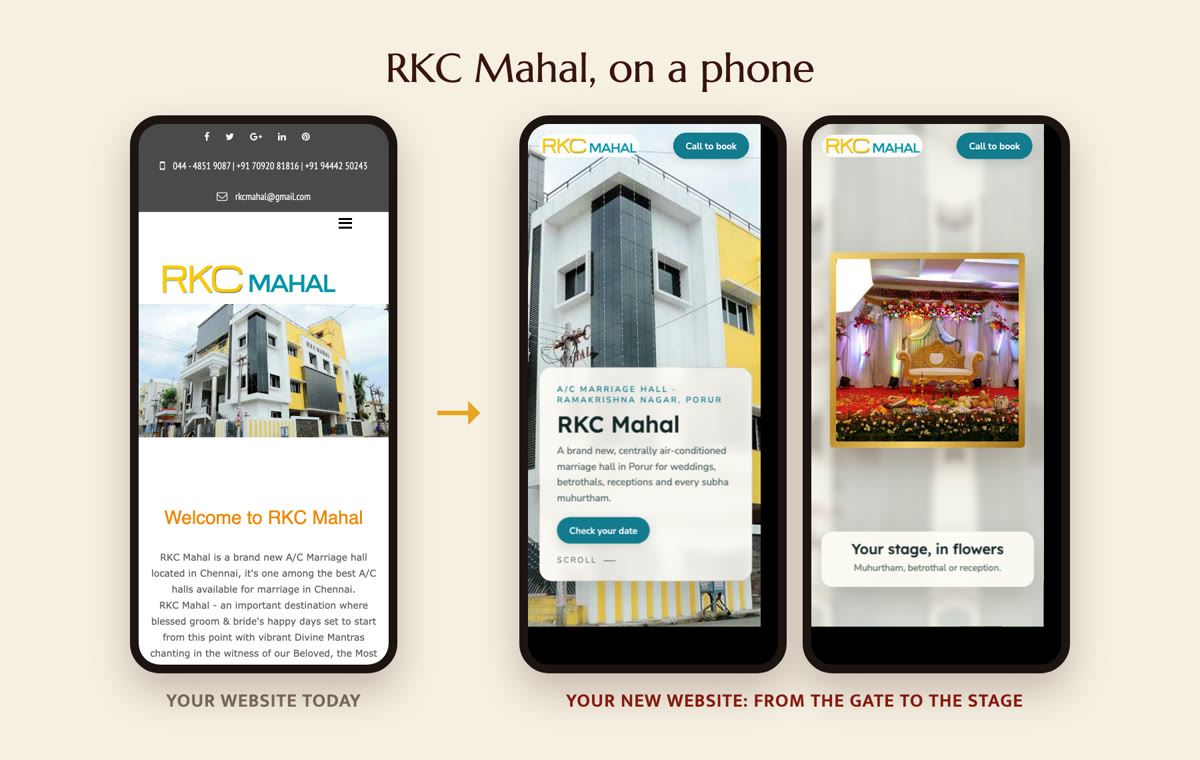 RKC Mahal, on a phone
044 - 4851 9087 | +91 70920 81816 | +91 94442 50243
rkcmahal@gmail.com
RKC MAHAL
RKC MAHAL
Welcome to RKC Mahal
RKC Mahal is a brand new A/C Marriage hall
located in Chennai, it's one among the best A/C
halls available for marriage in Chennai.
RKC Mahal - an important destination where
blessed groom & bride's happy days set to start
from this point with vibrant Divine Mantras
chanting in the witness of our Beloved, the Most
YOUR WEBSITE TODAY
RKC MAHAL
Call to book
RKC
MAHAL
A/C MARRIAGE HALL -
RAMAKRISHNA NAGAR, PORUR
RKC Mahal
A brand new, centrally air-conditioned
marriage hall in Porur for weddings,
betrothals, receptions and every subha
muhurtham.
Check your date
SCROLL
RKC MAHAL
Call to book
Your stage, in flowers
Muhurtham, betrothal or reception.
YOUR NEW WEBSITE: FROM THE GATE TO THE STAGE